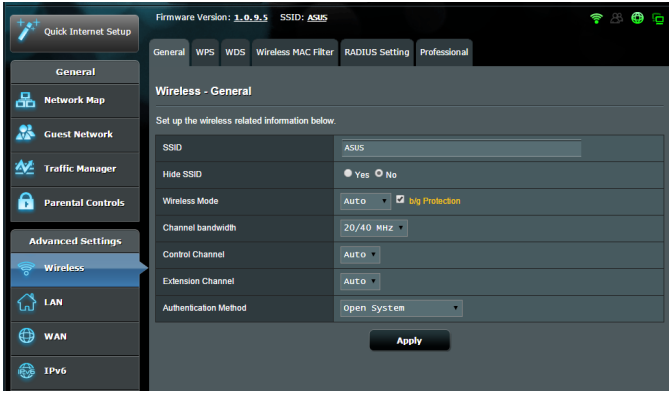 Quick Internet Setup
General
Network Map
Guest Network
Traffic Manager
Parental Controls
Advanced Settings
Wireless
LAN
WAN
IPv6
Firmware Version: 1.0.9.5 SSID: ASUS
General WPS WDS Wireless MAC Filter RADIUS Setting Professional
Wireless - General
Set up the wireless related information below.
SSID ASUS
Hide SSID Yes No
Wireless Mode Auto b/g Protection
Channel bandwidth 20/40 MHz
Control Channel Auto
Extension Channel Auto
Authentication Method Open System
Apply